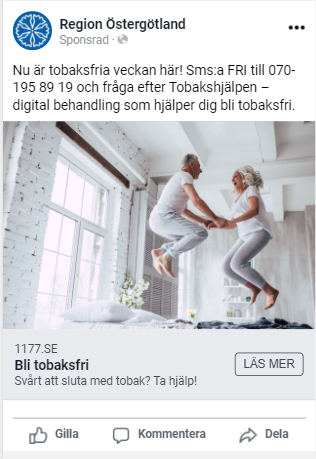 Region Östergötland
Sponsrad ·
Nu är tobaksfria veckan här! Sms:a FRI till 070-
195 89 19 och fråga efter Tobakshjälpen –
digital behandling som hjälper dig bli tobaksfri.
1177.SE
Bli tobaksfri
Svårt att sluta med tobak? Ta hjälp!
LÄS MER
Gilla Kommentera Dela